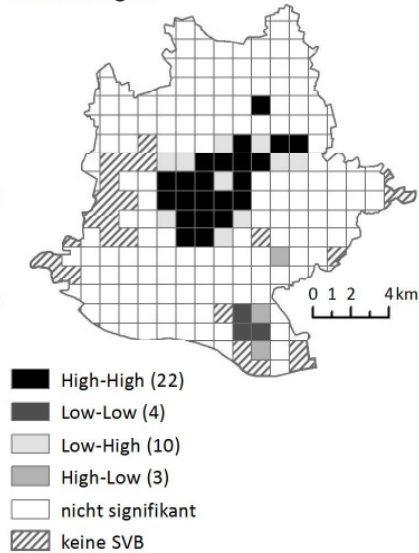 0 1 2 4 km
High-High (22)
Low-Low (4)
Low-High (10)
High-Low (3)
nicht signifikant
keine SVB